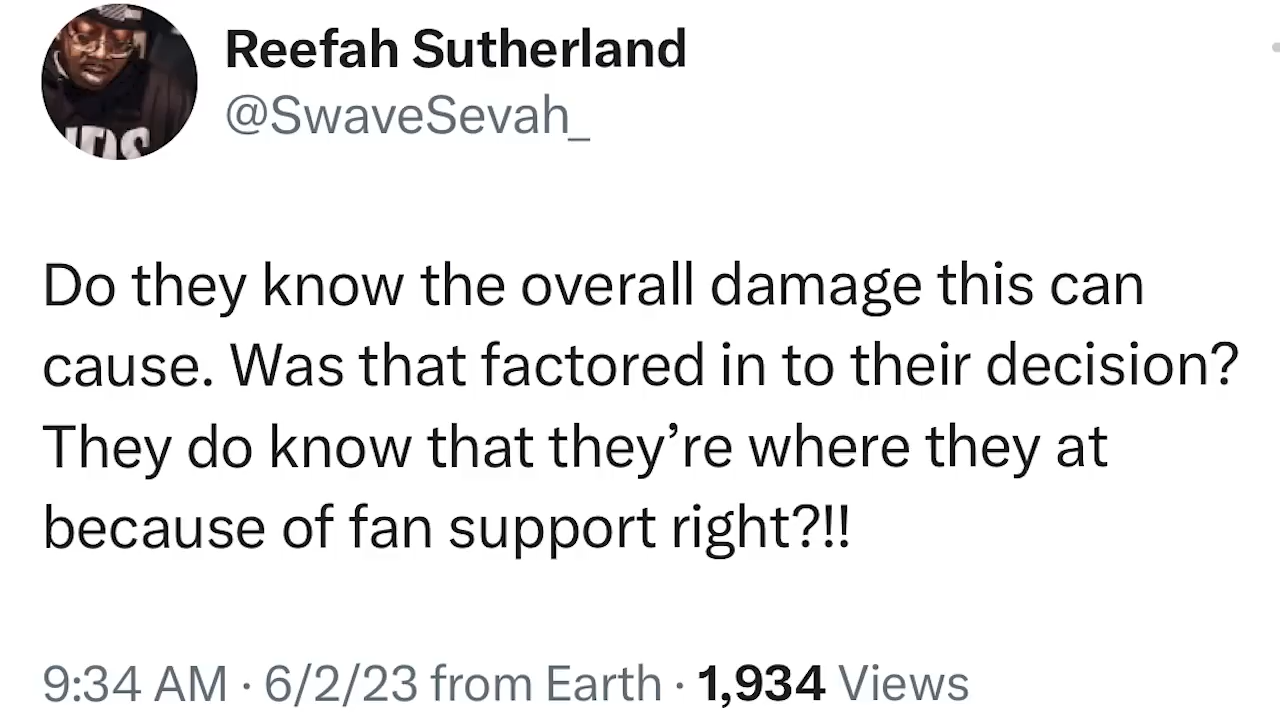 Reefah Sutherland
@SwaveSevah_
Do they know the overall damage this can
cause. Was that factored in to their decision?
They do know that they’re where they at
because of fan support right?!!
9:34 AM · 6/2/23 from Earth · 1,934 Views